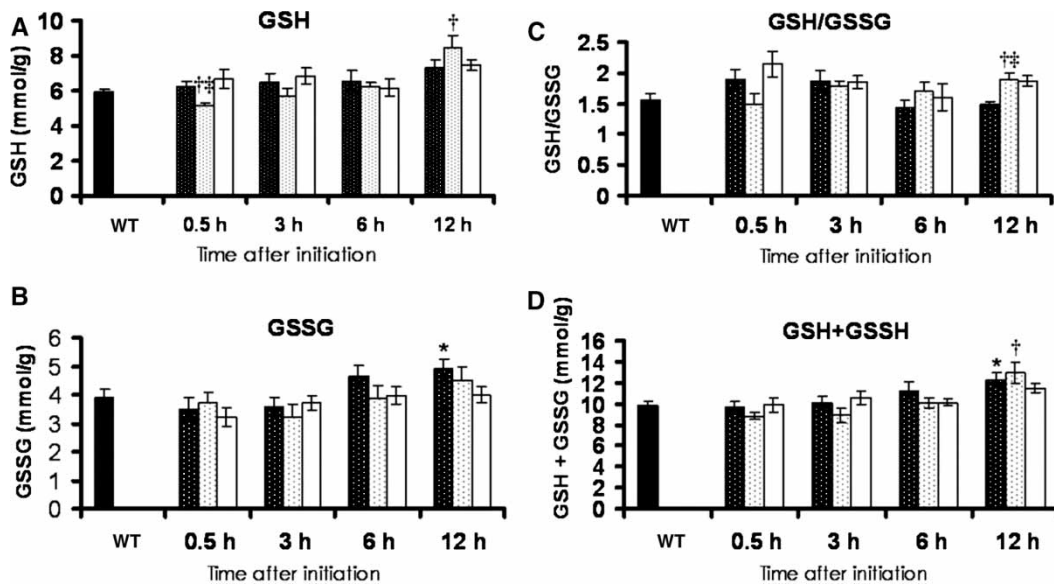 A
GSH
GSH (mmol/g)
10
8
6
4
2
0
†‡
†
WT 0.5 h 3 h 6 h 12 h
Time after initiation
B
GSSG
GSSG (mmol/g)
6
5
4
3
2
1
0
*
WT 0.5 h 3 h 6 h 12 h
Time after initiation
C
GSH/GSSG
GSH/GSSG
2.5
2
1.5
1
0.5
0
†‡
WT 0.5 h 3 h 6 h 12 h
Time after initiation
D
GSH+GSSH
GSH + GSSG (mmol/g)
16
14
12
10
8
6
4
2
0
*
†
WT 0.5 h 3 h 6 h 12 h
Time after initiation